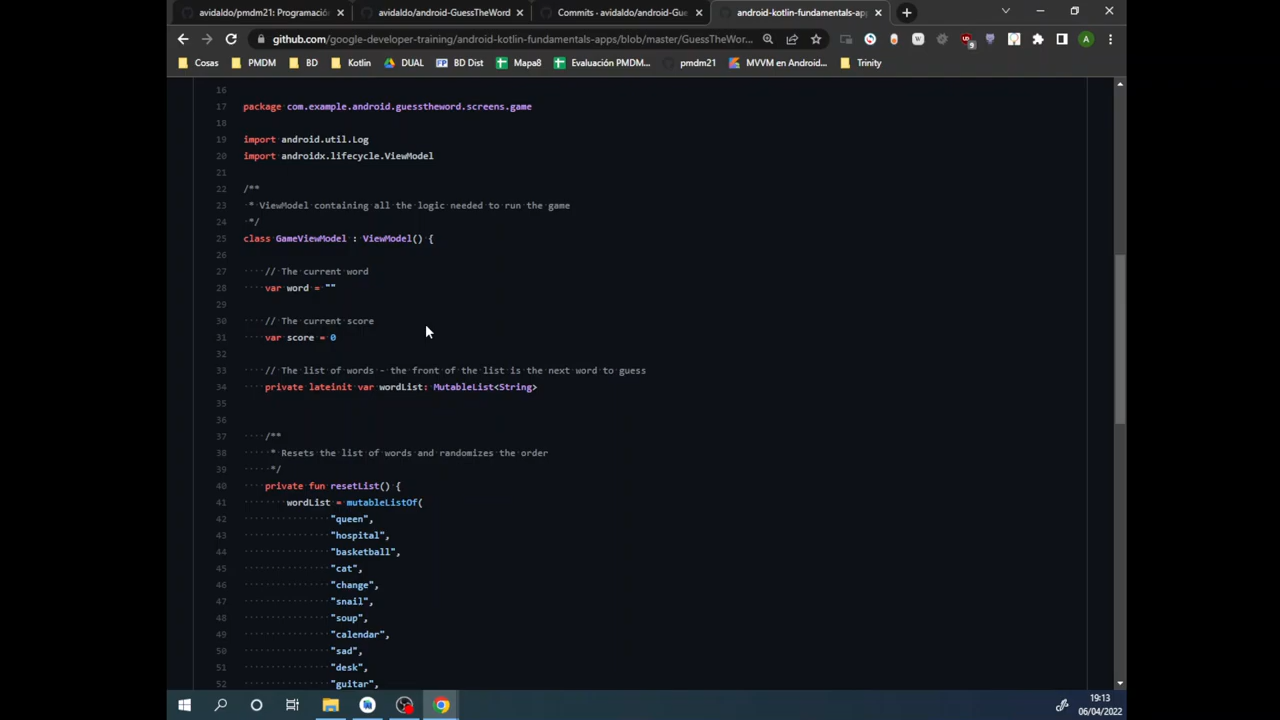 avidaldo/pmdm21: Programació
avidaldo/android-GuessTheWord
Commits · avidaldo/android-Gue
android-kotlin-fundamentals-ap
github.com/google-developer-training/android-kotlin-fundamentals-apps/blob/master/GuessTheWor...
9
A
Cosas
PMDM
BD
Kotlin
DUAL
FP
BD Dist
Mapa8
Evaluación PMDM...
pmdm21
MVVM en Android...
Trinity
16
17 package com.example.android.guesstheword.screens.game
18
19 import android.util.Log
20 import androidx.lifecycle.ViewModel
21
22 /**
23 * ViewModel containing all the logic needed to run the game
24 */
25 class GameViewModel : ViewModel() {
26
27 // The current word
28 var word = ""
29
30 // The current score
31 var score = 0
32
33 // The list of words - the front of the list is the next word to guess
34 private lateinit var wordList: MutableList<String>
35
36
37 /**
38 * Resets the list of words and randomizes the order
39 */
40 private fun resetList() {
41 wordList = mutableListOf(
42 "queen",
43 "hospital",
44 "basketball",
45 "cat",
46 "change",
47 "snail",
48 "soup",
49 "calendar",
50 "sad",
51 "desk",
52 "guitar",
19:13
06/04/2022